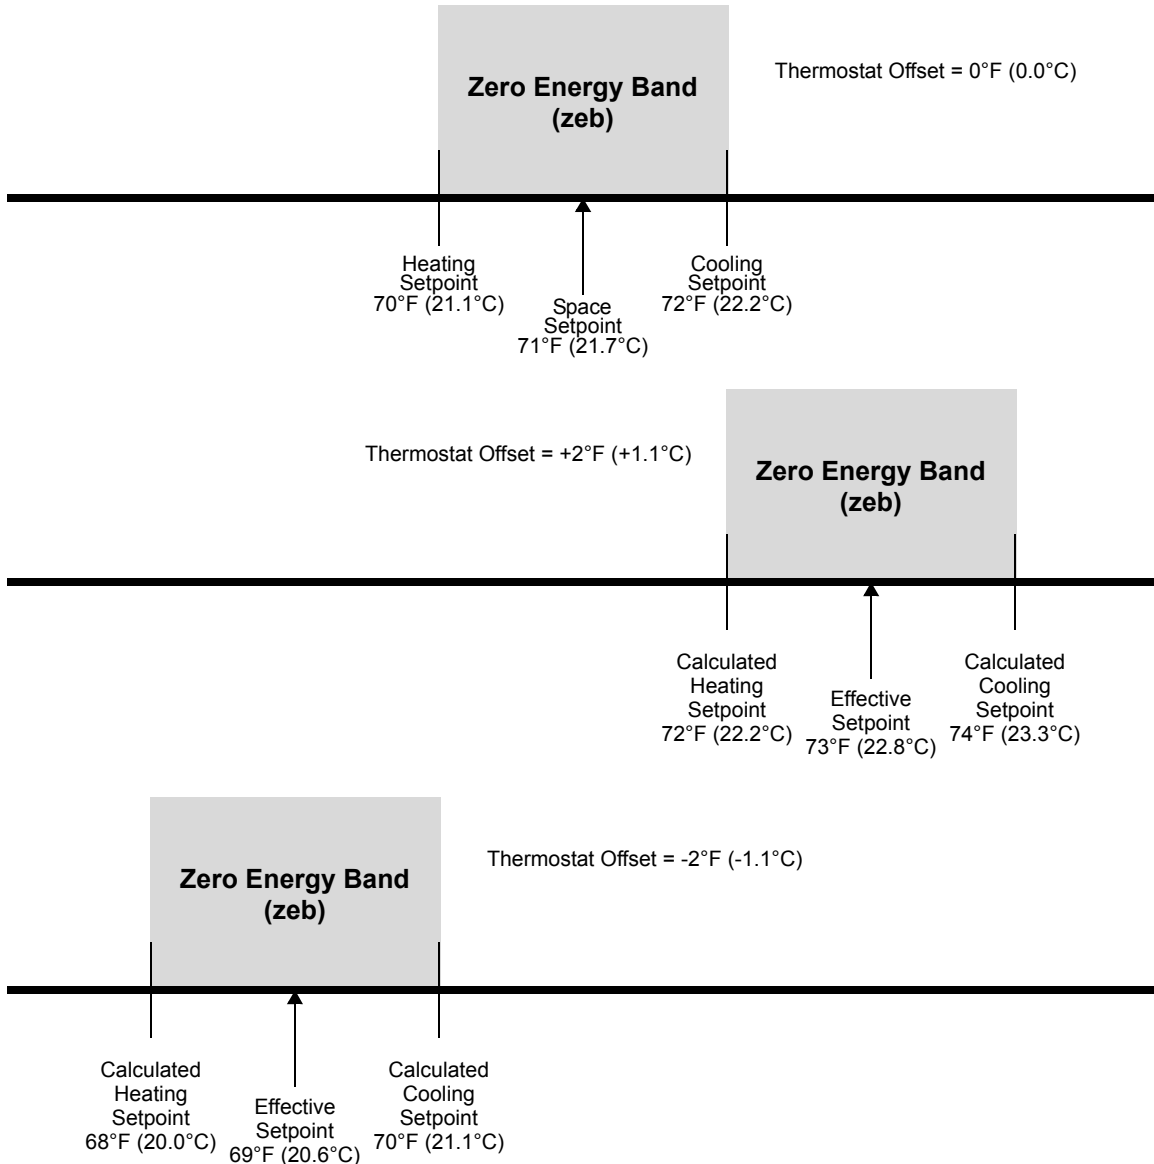 Zero Energy Band
(zeb)
Thermostat Offset = 0°F (0.0°C)
Heating
Setpoint
70°F (21.1°C)
Space
Setpoint
71°F (21.7°C)
Cooling
Setpoint
72°F (22.2°C)
Thermostat Offset = +2°F (+1.1°C)
Zero Energy Band
(zeb)
Calculated
Heating
Setpoint
72°F (22.2°C)
Effective
Setpoint
73°F (22.8°C)
Calculated
Cooling
Setpoint
74°F (23.3°C)
Zero Energy Band
(zeb)
Thermostat Offset = -2°F (-1.1°C)
Calculated
Heating
Setpoint
68°F (20.0°C)
Effective
Setpoint
69°F (20.6°C)
Calculated
Cooling
Setpoint
70°F (21.1°C)